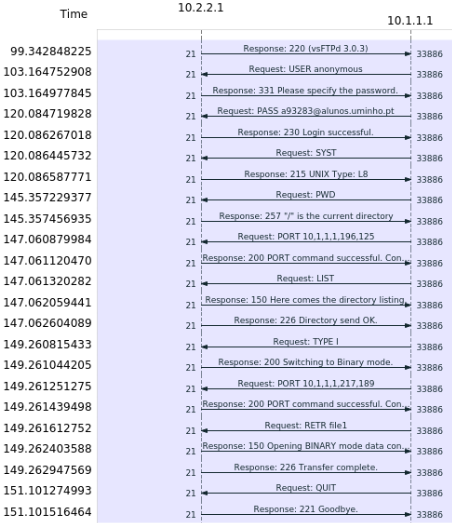 10.2.2.1
Time
10.1.1.1
99.342848225 21 Response: 220 (vsFTPd 3.0.3) 33886
103.164752908 21 Request: USER anonymous 33886
103.164977845 21 Response: 331 Please specify the password. 33886
120.084719828 21 Request: PASS a93283@alunos.uminho.pt 33886
120.086267018 21 Response: 230 Login successful. 33886
120.086445732 21 Request: SYST 33886
120.086587771 21 Response: 215 UNIX Type: L8 33886
145.357229377 21 Request: PWD 33886
145.357456935 21 Response: 257 "/" is the current directory 33886
147.060879984 21 Request: PORT 10,1,1,1,196,125 33886
147.061120470 21 Response: 200 PORT command successful. Con... 33886
147.061320282 21 Request: LIST 33886
147.062059441 21 Response: 150 Here comes the directory listing. 33886
147.062604089 21 Response: 226 Directory send OK. 33886
149.260815433 21 Request: TYPE I 33886
149.261044205 21 Response: 200 Switching to Binary mode. 33886
149.261251275 21 Request: PORT 10,1,1,1,217,189 33886
149.261439498 21 Response: 200 PORT command successful. Con... 33886
149.261612752 21 Request: RETR file1 33886
149.262403588 21 Response: 150 Opening BINARY mode data con... 33886
149.262947569 21 Response: 226 Transfer complete. 33886
151.101274993 21 Request: QUIT 33886
151.101516464 21 Response: 221 Goodbye. 33886